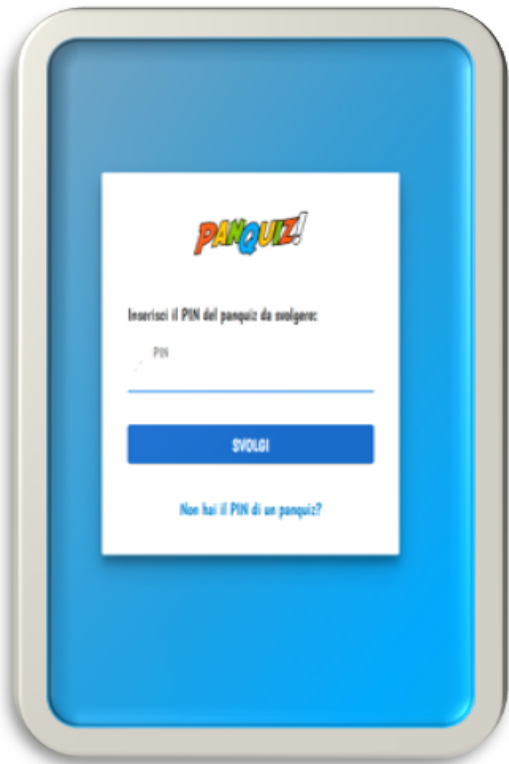 PANQUIZ!
Inserisci il PIN del panquiz da svolgere:
PIN
SVOLGI
Non hai il PIN di un panquiz?